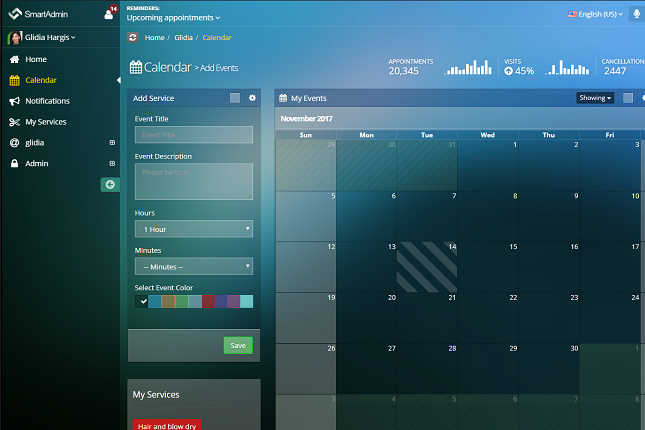 SmartAdmin
14
REMINDERS:
Upcoming appointments
English (US)
Glidia Hargis
Home / Glidia / Calendar
Home
Calendar
Notifications
My Services
glidia
Admin
Calendar > Add Events
APPOINTMENTS
20,345
VISITS
45%
CANCELLATION
2447
Add Service
Event Title
Event Title
Event Description
Please be brief
Hours
1 Hour
Minutes
-- Minutes --
Select Event Color
Save
My Services
Hair and blow dry
My Events
Showing
November 2017
Sun Mon Tue Wed Thu Fri
29 30 31 1 2 3
5 6 7 8 9 10
12 13 14 15 16 17
19 20 21 22 23 24
26 27 28 29 30 1
3 4 5 6 7 8